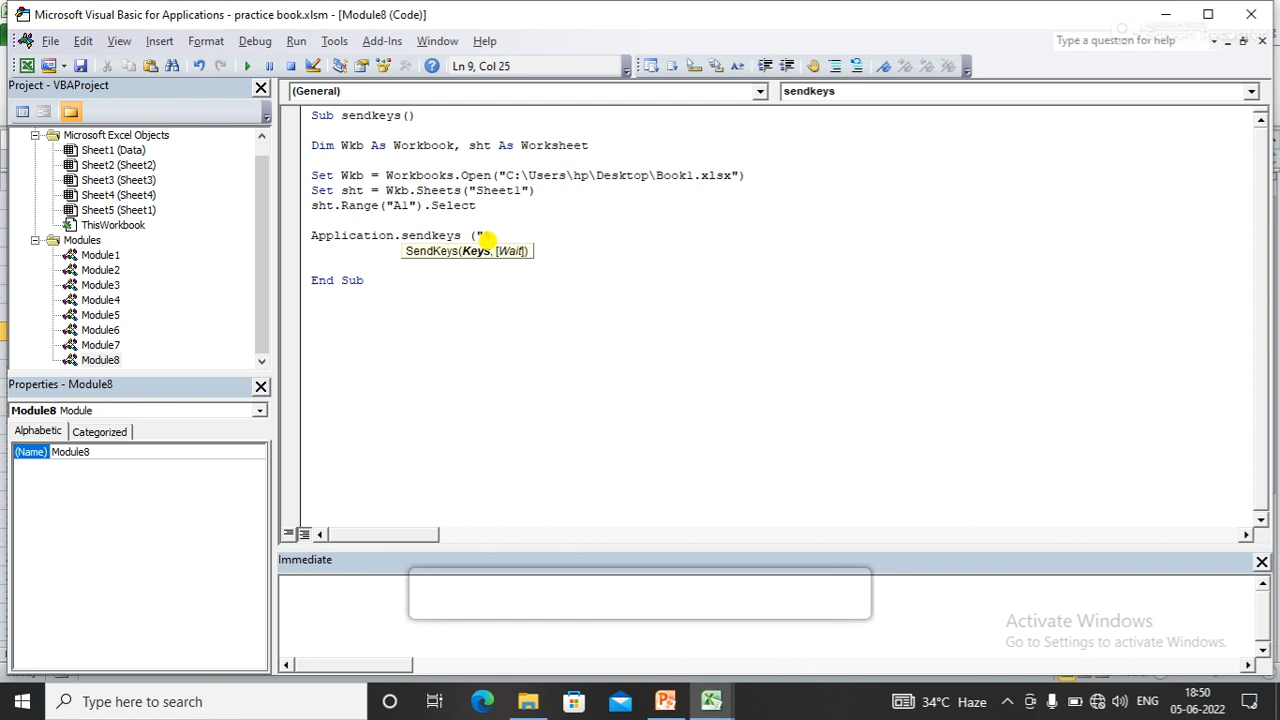 Microsoft Visual Basic for Applications - practice book.xlsm - [Module8 (Code)]
File Edit View Insert Format Debug Run Tools Add-Ins Window Help
Type a question for help
Ln 9, Col 25
Project - VBAProject
(General)
sendkeys
Microsoft Excel Objects
Sheet1 (Data)
Sheet2 (Sheet2)
Sheet3 (Sheet3)
Sheet4 (Sheet4)
Sheet5 (Sheet1)
ThisWorkbook
Modules
Module1
Module2
Module3
Module4
Module5
Module6
Module7
Module8
Sub sendkeys()
Dim Wkb As Workbook, sht As Worksheet
Set Wkb = Workbooks.Open("C:\Users\hp\Desktop\Book1.xlsx")
Set sht = Wkb.Sheets("Sheet1")
sht.Range("A1").Select
Application.sendkeys ("
SendKeys(Keys, [Wait])
End Sub
Properties - Module8
Module8 Module
Alphabetic Categorized
(Name) Module8
Immediate
Activate Windows
Go to Settings to activate Windows.
Type here to search
34°C Haze
ENG
18:50
05-06-2022